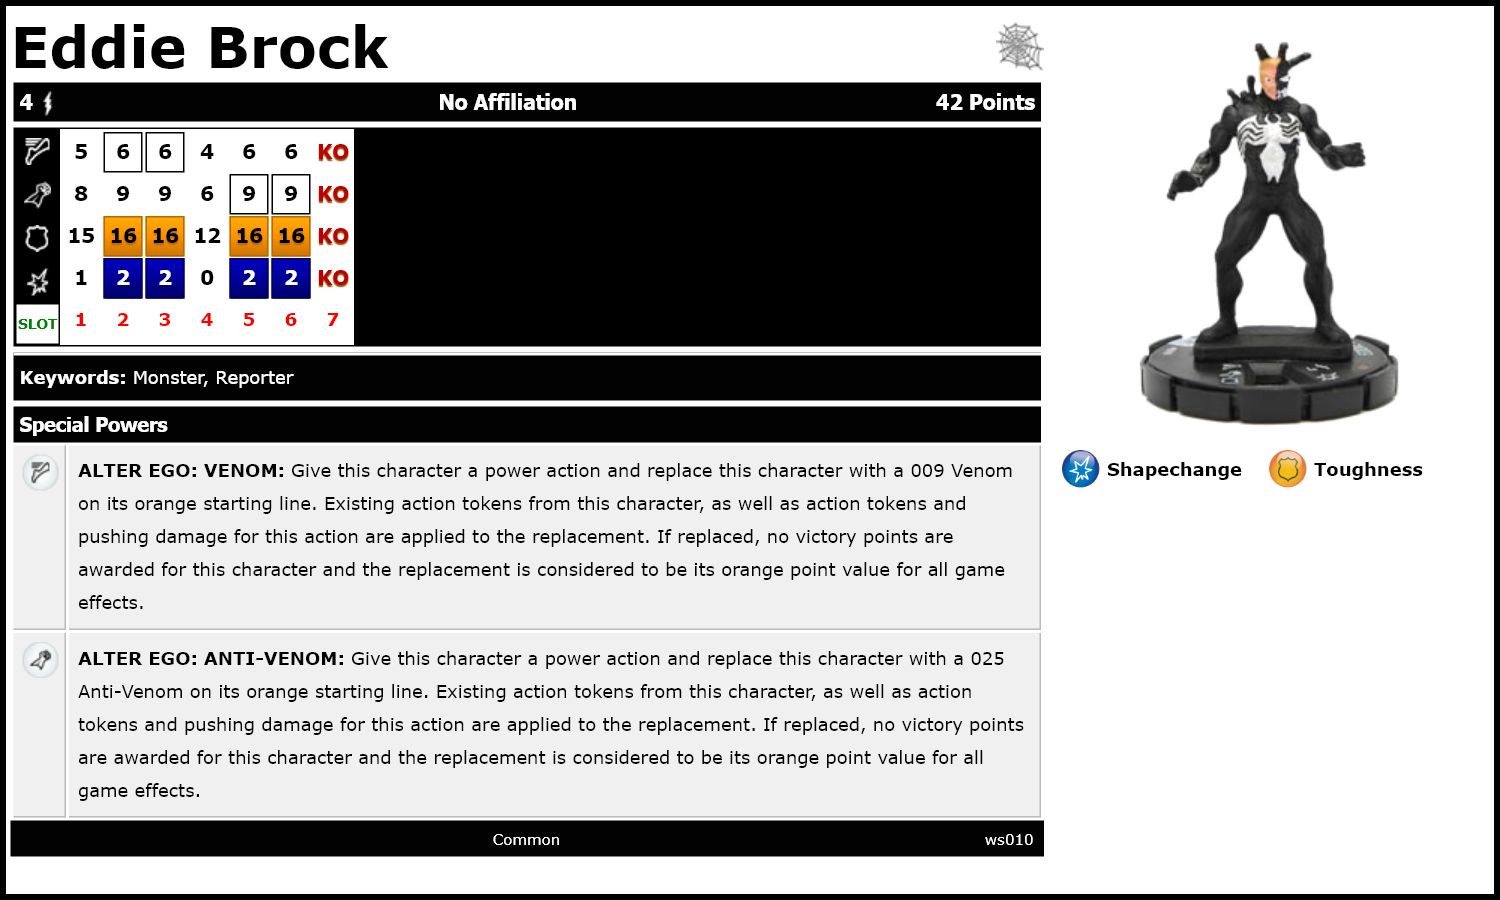 Eddie Brock
4 No Affiliation 42 Points
5 6 6 4 6 6 KO
8 9 9 6 9 9 KO
15 16 16 12 16 16 KO
1 2 2 0 2 2 KO
SLOT 1 2 3 4 5 6 7
Keywords: Monster, Reporter
Special Powers
ALTER EGO: VENOM: Give this character a power action and replace this character with a 009 Venom
on its orange starting line. Existing action tokens from this character, as well as action tokens and
pushing damage for this action are applied to the replacement. If replaced, no victory points are
awarded for this character and the replacement is considered to be its orange point value for all game
effects.
ALTER EGO: ANTI-VENOM: Give this character a power action and replace this character with a 025
Anti-Venom on its orange starting line. Existing action tokens from this character, as well as action
tokens and pushing damage for this action are applied to the replacement. If replaced, no victory points
are awarded for this character and the replacement is considered to be its orange point value for all
game effects.
Common ws010
Shapechange Toughness